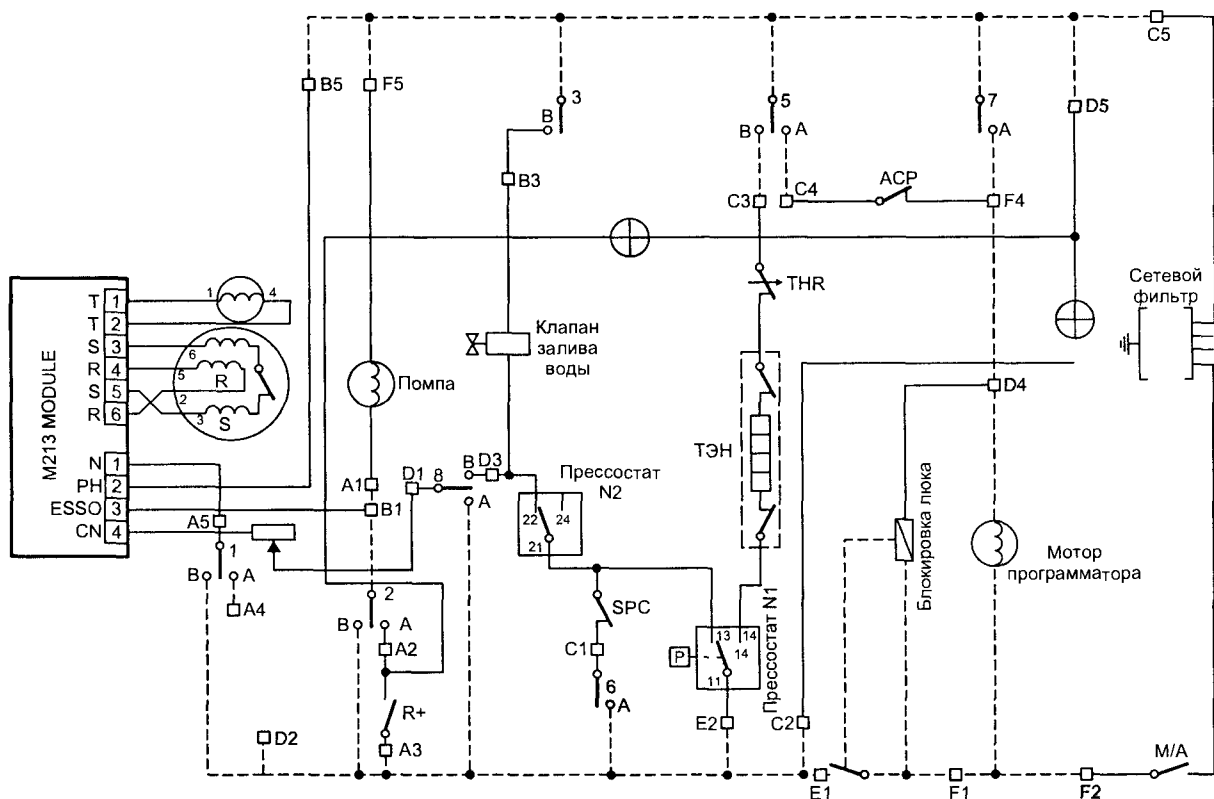 C5
B5
F5
3
5
7
D5
B
B
A
A
B3
C3
C4
ACP
F4
T 1
T 2
S 3
R 4
S 5
R 6
N 1
PH 2
ESSO 3
CN 4
M213 MODULE
1
4
6
5
R
2
3
S
Помпа
Клапан
залива
воды
THR
ТЭН
Сетевой
фильтр
D4
A1
B1
D1
8
B
D3
A
Прессостат
N2
22
24
21
A5
1
B
A
A4
2
B
A
A2
R+
A3
D2
SPC
C1
6
A
P
13
14
14
11
Прессостат N1
E2
C2
Блокировка люка
Мотор
программатора
E1
F1
F2
M/A